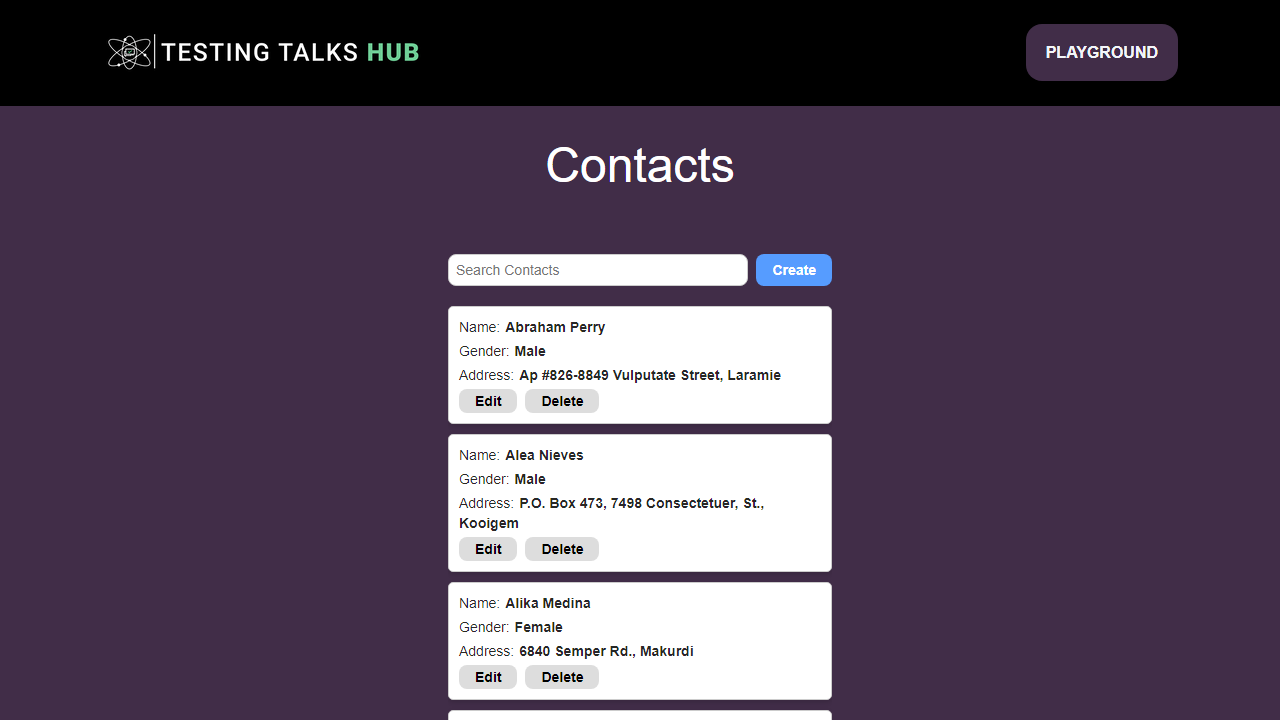 TESTING TALKS HUB
PLAYGROUND
Contacts
Search Contacts
Create
Name: Abraham Perry
Gender: Male
Address: Ap #826-8849 Vulputate Street, Laramie
Edit Delete
Name: Alea Nieves
Gender: Male
Address: P.O. Box 473, 7498 Consectetuer, St.,
Kooigem
Edit Delete
Name: Alika Medina
Gender: Female
Address: 6840 Semper Rd., Makurdi
Edit Delete